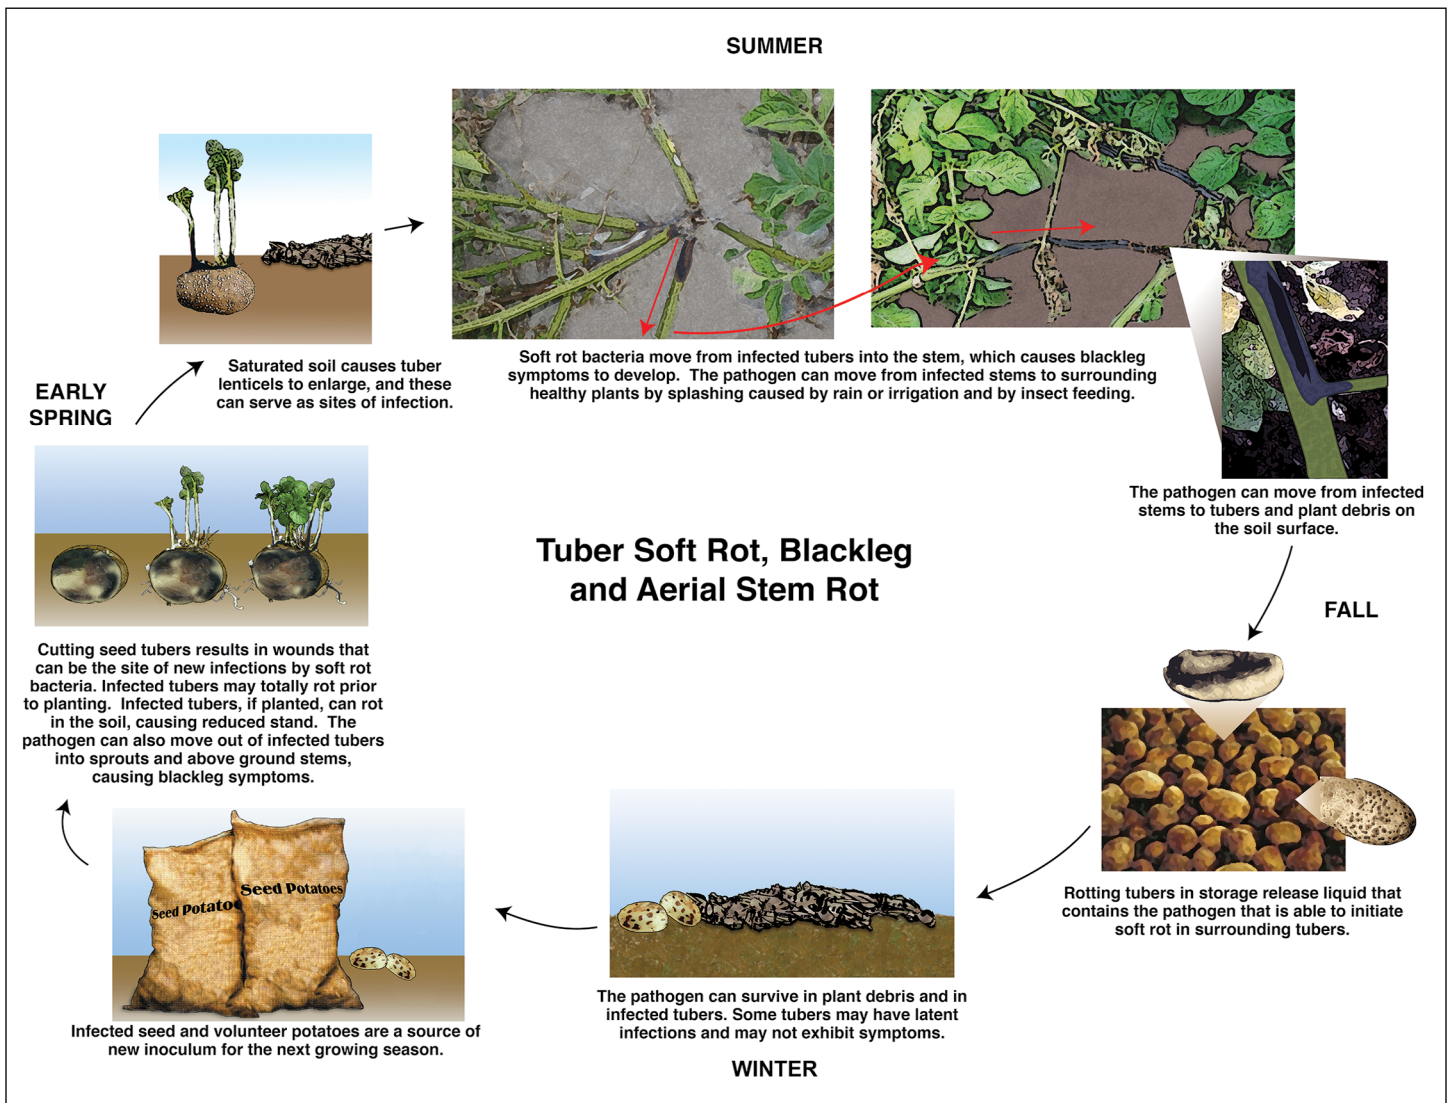 SUMMER
Saturated soil causes tuber
lenticels to enlarge, and these
can serve as sites of infection.
Soft rot bacteria move from infected tubers into the stem, which causes blackleg
symptoms to develop.  The pathogen can move from infected stems to surrounding
healthy plants by splashing caused by rain or irrigation and by insect feeding.
The pathogen can move from infected
stems to tubers and plant debris on
the soil surface.
FALL
Rotting tubers in storage release liquid that
contains the pathogen that is able to initiate
soft rot in surrounding tubers.
The pathogen can survive in plant debris and in
infected tubers. Some tubers may have latent
infections and may not exhibit symptoms.
WINTER
Seed Potatoe
Seed Potatoes
Infected seed and volunteer potatoes are a source of
new inoculum for the next growing season.
EARLY
SPRING
Cutting seed tubers results in wounds that
can be the site of new infections by soft rot
bacteria. Infected tubers may totally rot prior
to planting.  Infected tubers, if planted, can rot
in the soil, causing reduced stand.  The
pathogen can also move out of infected tubers
into sprouts and above ground stems,
causing blackleg symptoms.
Tuber Soft Rot, Blackleg
and Aerial Stem Rot